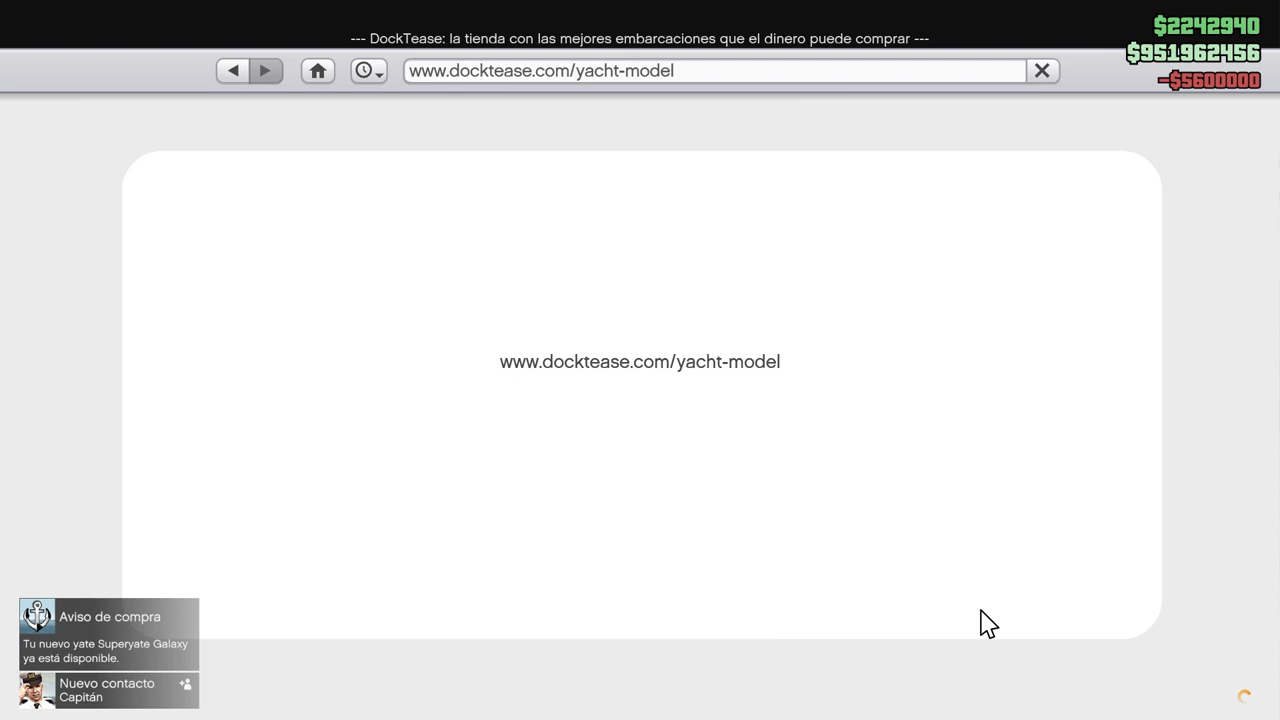 --- DockTease: la tienda con las mejores embarcaciones que el dinero puede comprar ---
$2242940
$951962456
-$5600000
www.docktease.com/yacht-model
www.docktease.com/yacht-model
Aviso de compra
Tu nuevo yate Superyate Galaxy
ya está disponible.
Nuevo contacto
Capitán